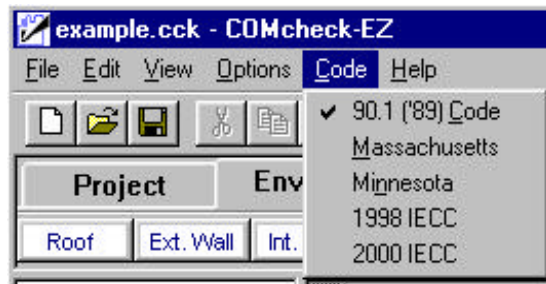 example.cck - COMcheck-EZ
File Edit View Options Code Help
✔ 90.1 ('89) Code
Massachusetts
Minnesota
1998 IECC
2000 IECC
Project Env
Roof Ext. Wall Int.